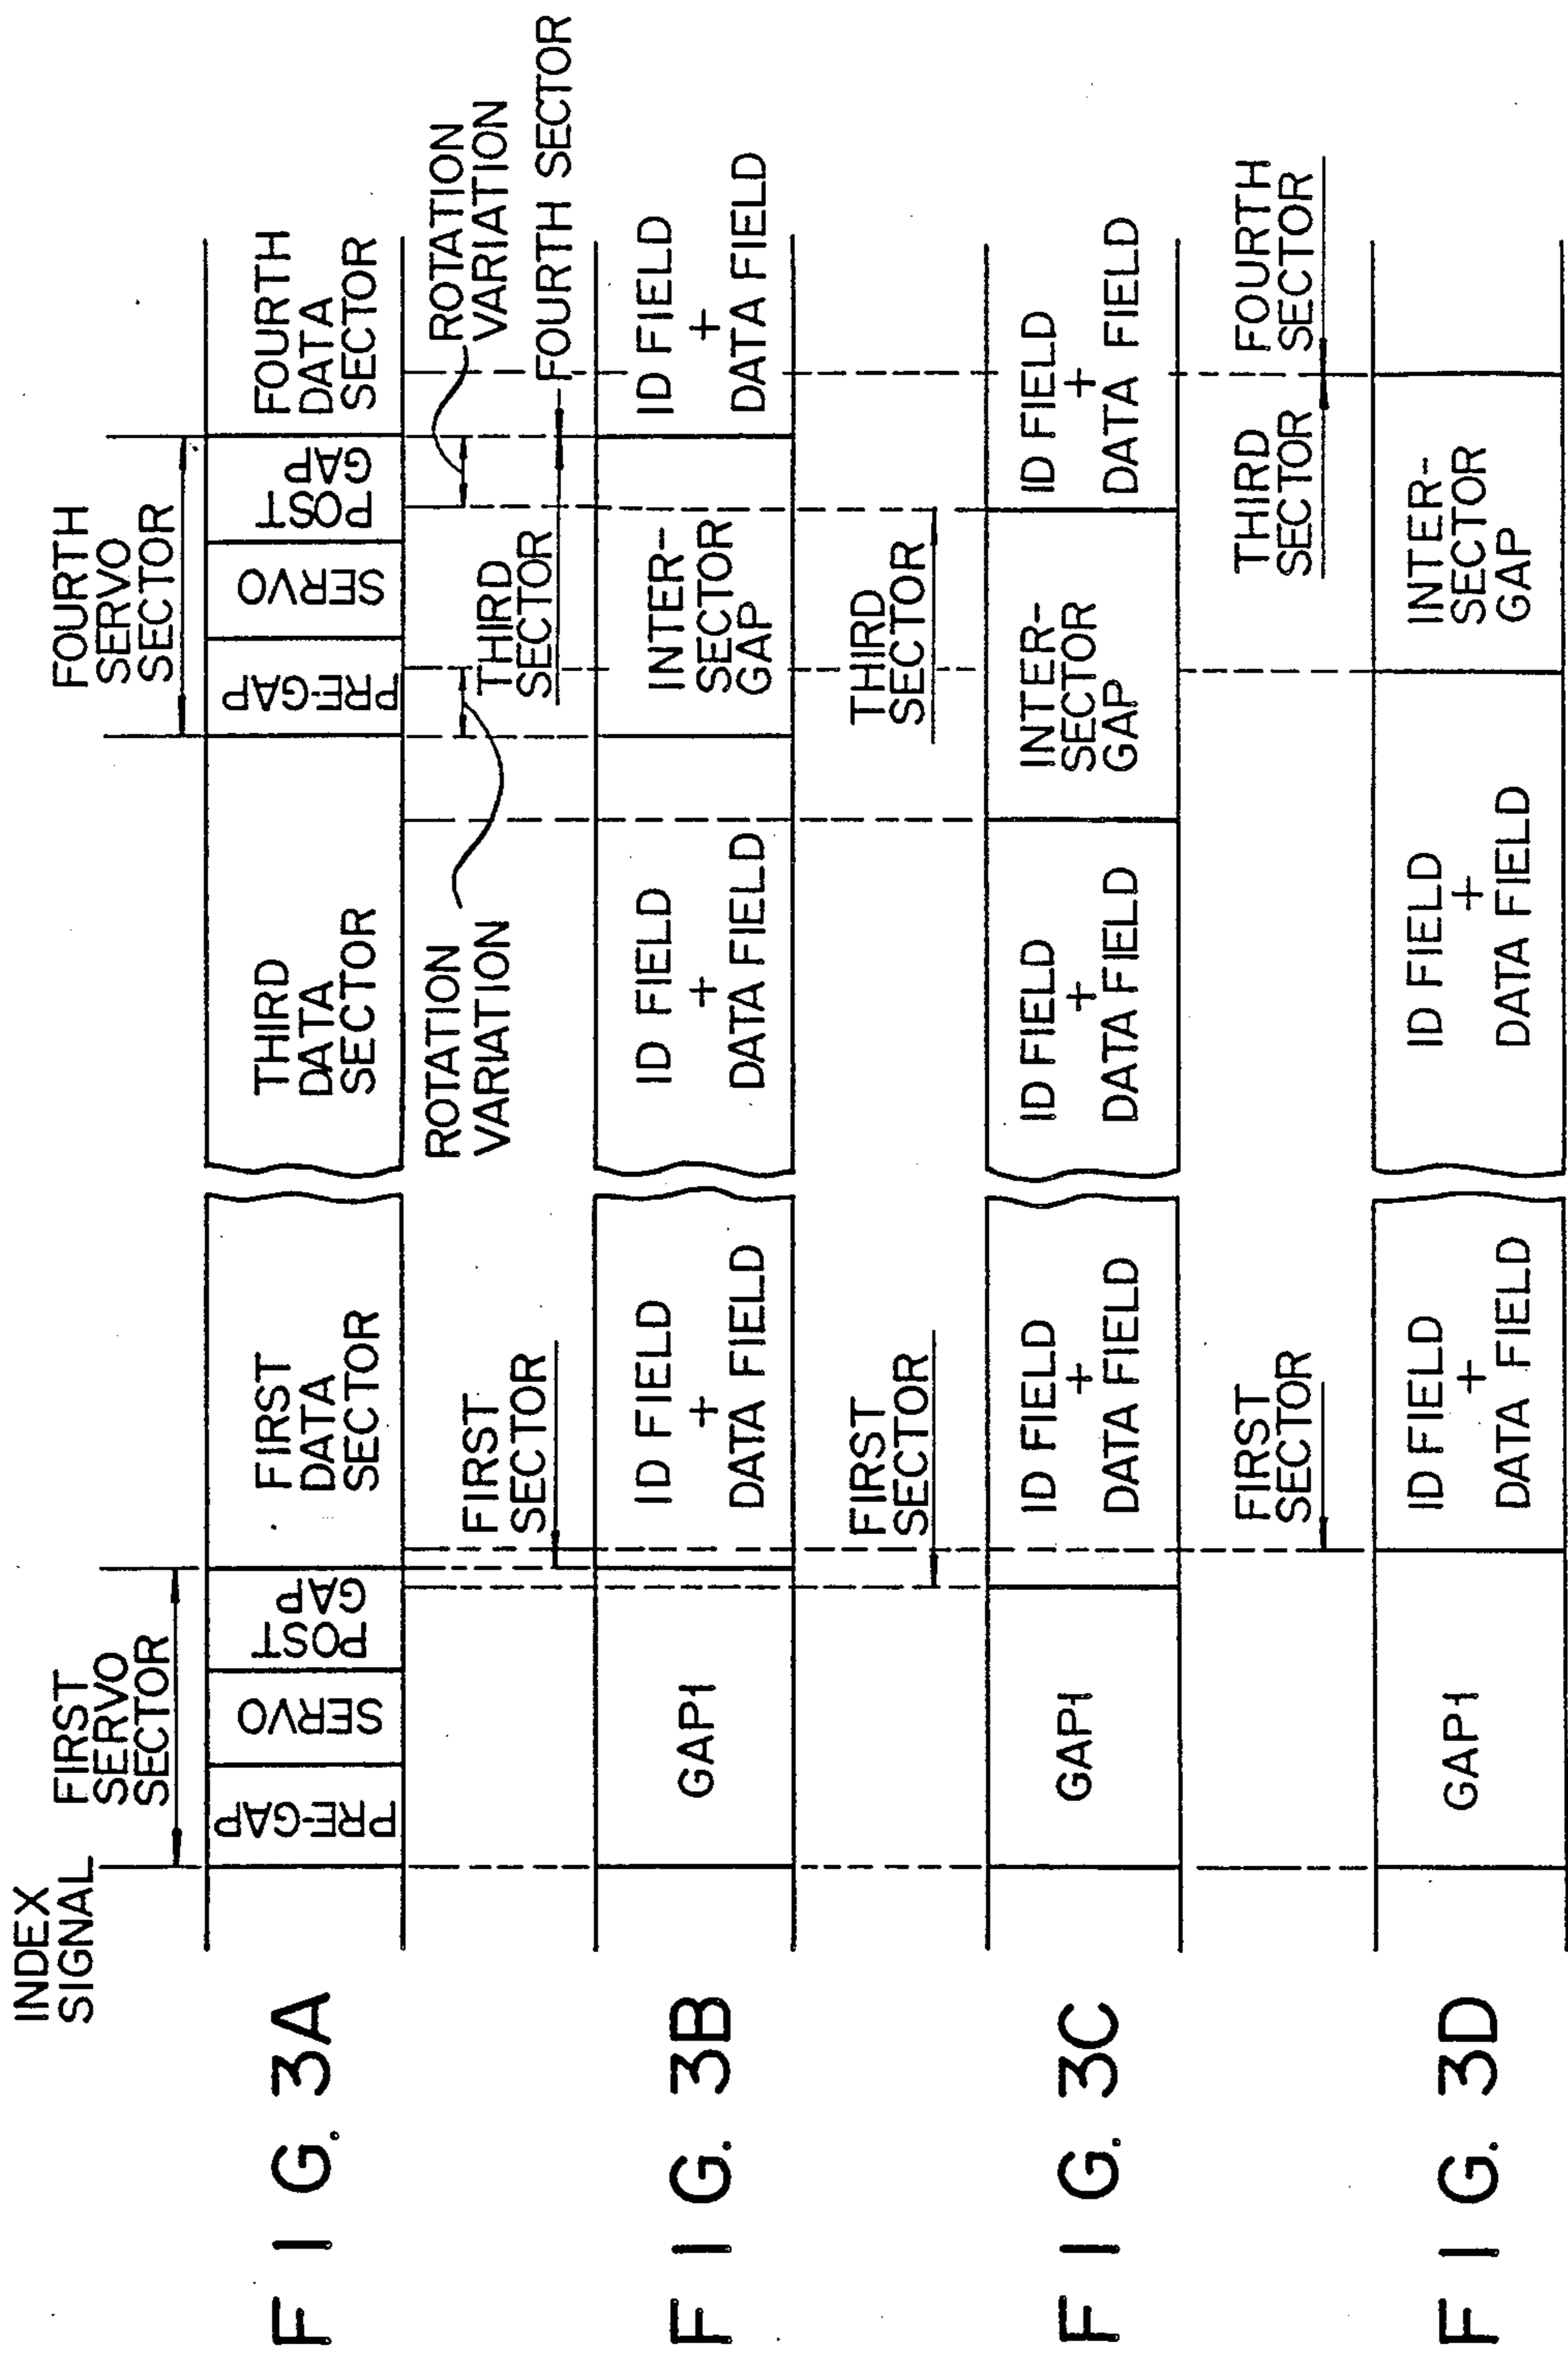 INDEX
SIGNAL
FIRST
SERVO
SECTOR
FOURTH
SERVO
SECTOR
FIG. 3A
PRE-GAP
SERVO
POST
GAP
FIRST
DATA
SECTOR
THIRD
DATA
SECTOR
PRE-GAP
SERVO
POST
GAP
FOURTH
DATA
SECTOR
ROTATION
VARIATION
ROTATION
VARIATION
FIRST
SECTOR
THIRD
SECTOR
FOURTH SECTOR
FIG. 3B
GAP1
ID FIELD
+
DATA FIELD
ID FIELD
+
DATA FIELD
INTER-
SECTOR
GAP
ID FIELD
+
DATA FIELD
FIRST
SECTOR
THIRD
SECTOR
FIG. 3C
GAP1
ID FIELD
+
DATA FIELD
ID FIELD
+
DATA FIELD
INTER-
SECTOR
GAP
ID FIELD
+
DATA FIELD
FIRST
SECTOR
THIRD
SECTOR
FOURTH
SECTOR
FIG. 3D
GAP1
ID FIELD
+
DATA FIELD
ID FIELD
+
DATA FIELD
INTER-
SECTOR
GAP